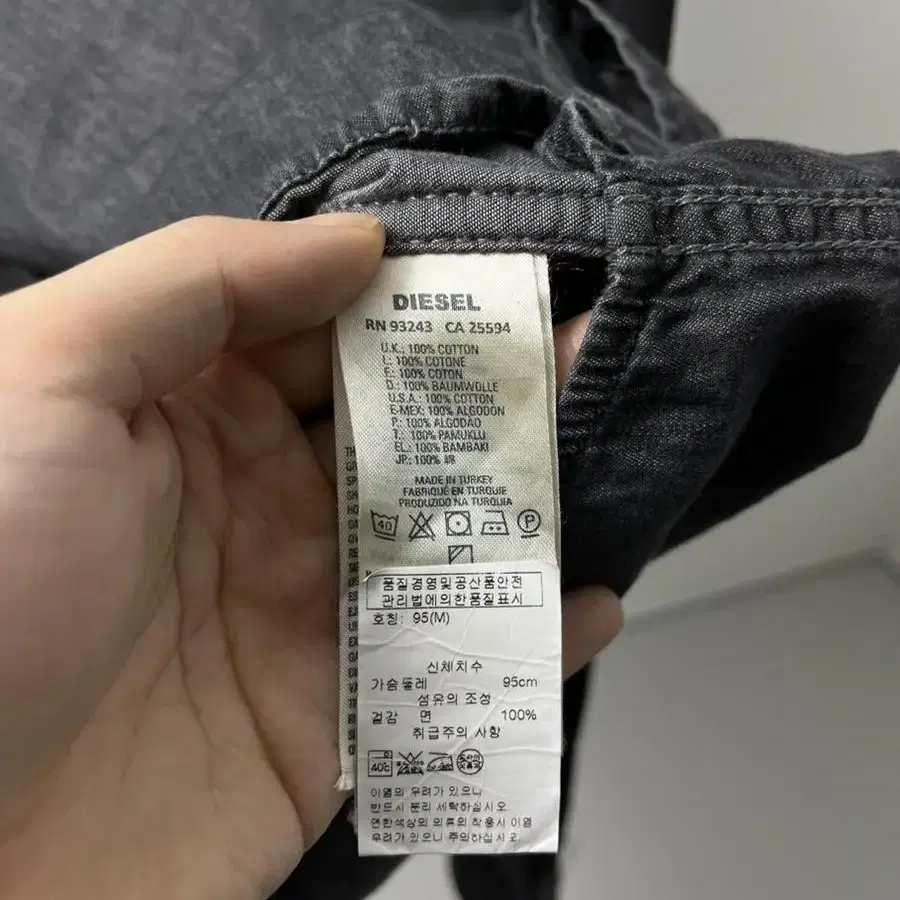 DIESEL
RN 93243 CA 25594
U.K.: 100% COTTON
I.: 100% COTONE
F.: 100% COTON
D.: 100% BAUMWOLLE
U.S.A.: 100% COTTON
E-MEX: 100% ALGODON
P.: 100% ALGODAO
T.: 100% PAMUKLU
EL.: 100% BAMBAKI
JP.: 100% 綿
MADE IN TURKEY
FABRIQUÉ EN TURQUIE
PRODUZIDO NA TURQUIA
40 P
품질경영및공산품안전
관리법에의한품질표시
호칭: 95(M)
신체치수
가슴둘레 95cm
섬유의 조성
겉감 면 100%
취급주의 사항
40℃
이염의 우려가 있으니
반드시 분리 세탁하십시오.
연한색상의 의류의 착용시 이염
우려가 있으니 주의하십시오.